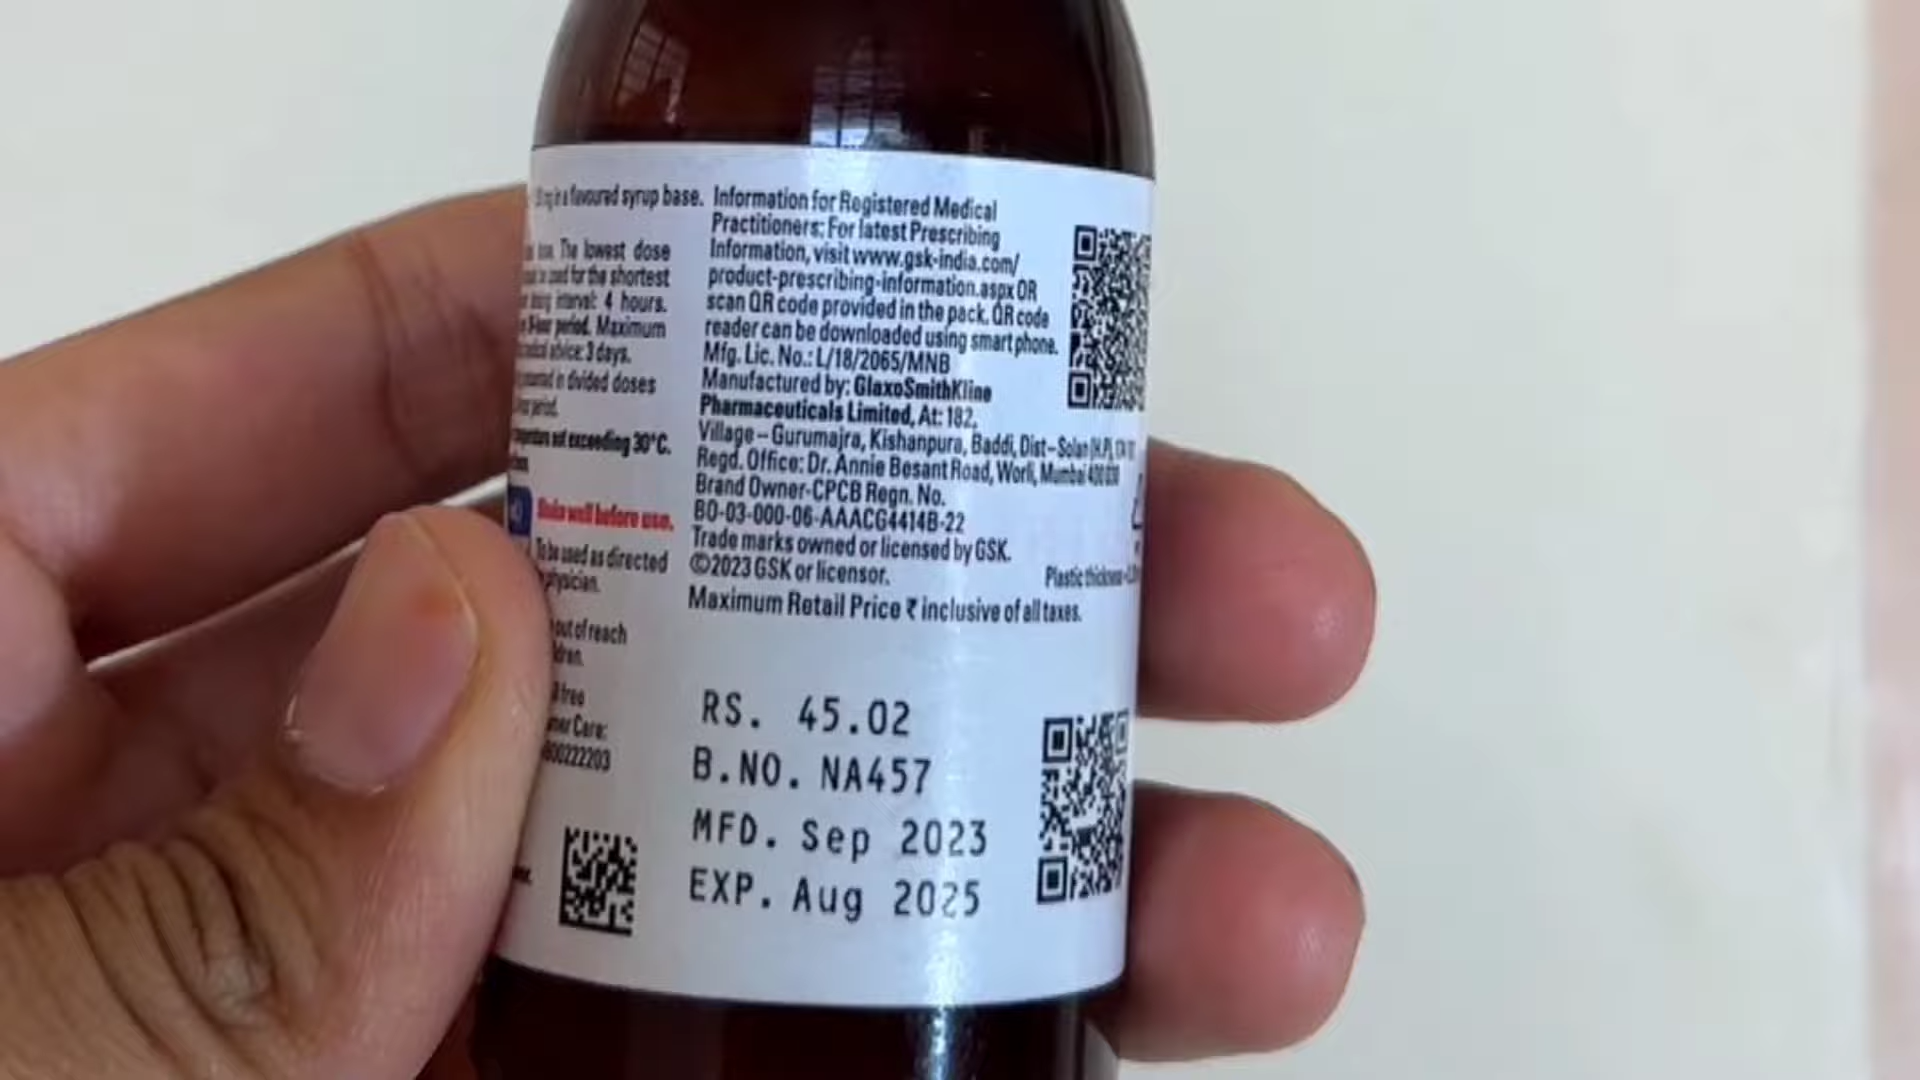 in a flavoured syrup base.
The lowest dose
used for the shortest
dosing interval: 4 hours.
period. Maximum
medical advice: 3 days.
in divided doses
period.
not exceeding 30°C.
Shake well before use.
To be used as directed
physician.
out of reach
free
Care:
Information for Registered Medical
Practitioners: For latest Prescribing
Information, visit www.gsk-india.com/
product-prescribing-information.aspx OR
scan QR code provided in the pack. QR code
reader can be downloaded using smart phone.
Mfg. Lic. No.: L/18/2065/MNB
Manufactured by: GlaxoSmithKline
Pharmaceuticals Limited, At: 182,
Village – Gurumajra, Kishanpura, Baddi, Dist–Solan (H.P.),
Regd. Office: Dr. Annie Besant Road, Worli, Mumbai 400 030
Brand Owner-CPCB Regn. No.
BO-03-000-06-AAACG4414B-22
Trade marks owned or licensed by GSK.
©2023 GSK or licensor.
Plastic thickness
Maximum Retail Price ₹ inclusive of all taxes.
RS. 45.02
B.NO. NA457
MFD. Sep 2023
EXP. Aug 2025